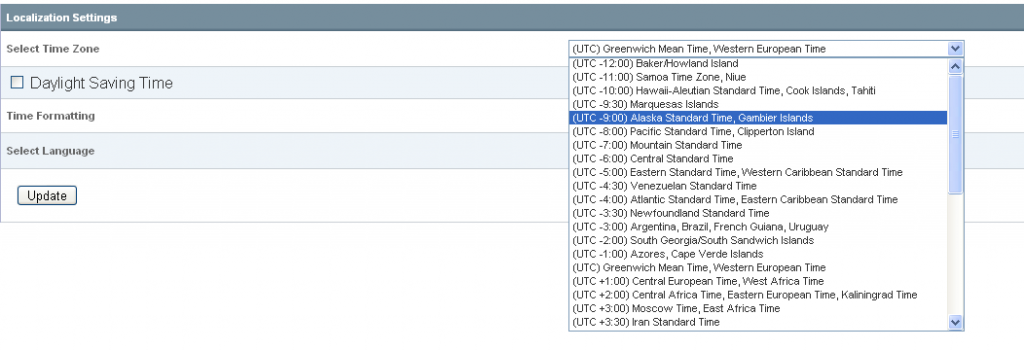 Localization Settings
Select Time Zone
(UTC) Greenwich Mean Time, Western European Time
(UTC -12:00) Baker/Howland Island
(UTC -11:00) Samoa Time Zone, Niue
(UTC -10:00) Hawaii-Aleutian Standard Time, Cook Islands, Tahiti
(UTC -9:30) Marquesas Islands
(UTC -9:00) Alaska Standard Time, Gambier Islands
(UTC -8:00) Pacific Standard Time, Clipperton Island
(UTC -7:00) Mountain Standard Time
(UTC -6:00) Central Standard Time
(UTC -5:00) Eastern Standard Time, Western Caribbean Standard Time
(UTC -4:30) Venezuelan Standard Time
(UTC -4:00) Atlantic Standard Time, Eastern Caribbean Standard Time
(UTC -3:30) Newfoundland Standard Time
(UTC -3:00) Argentina, Brazil, French Guiana, Uruguay
(UTC -2:00) South Georgia/South Sandwich Islands
(UTC -1:00) Azores, Cape Verde Islands
(UTC) Greenwich Mean Time, Western European Time
(UTC +1:00) Central European Time, West Africa Time
(UTC +2:00) Central Africa Time, Eastern European Time, Kaliningrad Time
(UTC +3:00) Moscow Time, East Africa Time
(UTC +3:30) Iran Standard Time
Daylight Saving Time
Time Formatting
Select Language
Update